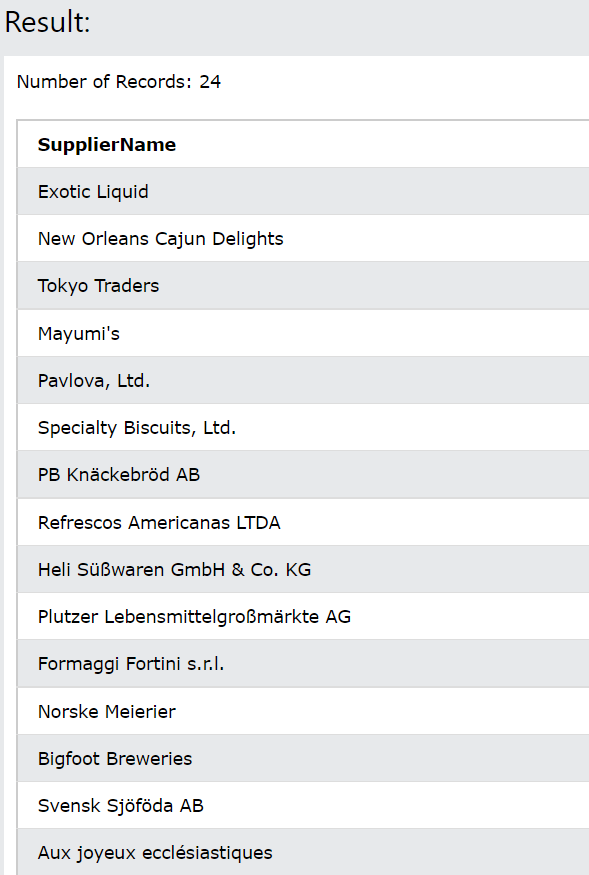 Result:
Number of Records: 24
SupplierName
Exotic Liquid
New Orleans Cajun Delights
Tokyo Traders
Mayumi's
Pavlova, Ltd.
Specialty Biscuits, Ltd.
PB Knäckebröd AB
Refrescos Americanas LTDA
Heli Süßwaren GmbH & Co. KG
Plutzer Lebensmittelgroßmärkte AG
Formaggi Fortini s.r.l.
Norske Meierier
Bigfoot Breweries
Svensk Sjöföda AB
Aux joyeux ecclésiastiques